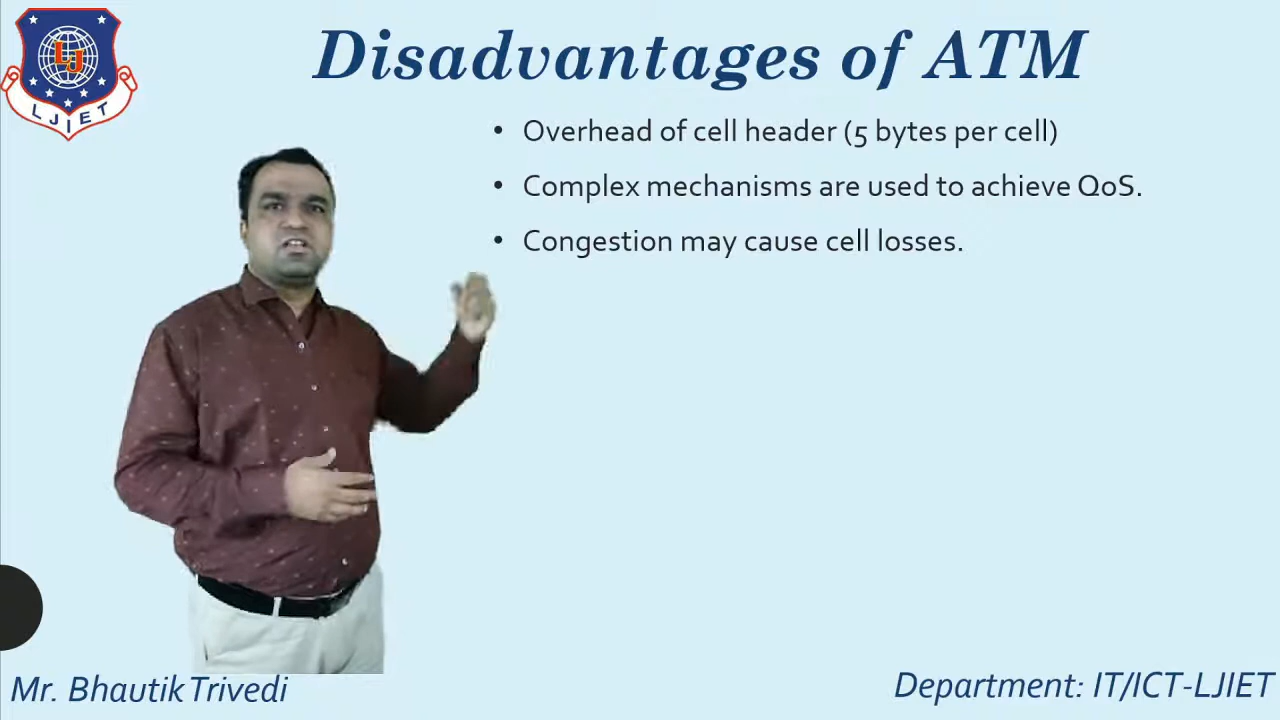 LJ
LJIET
Disadvantages of ATM
• Overhead of cell header (5 bytes per cell)
• Complex mechanisms are used to achieve QoS.
• Congestion may cause cell losses.
Mr. Bhautik Trivedi
Department: IT/ICT-LJIET